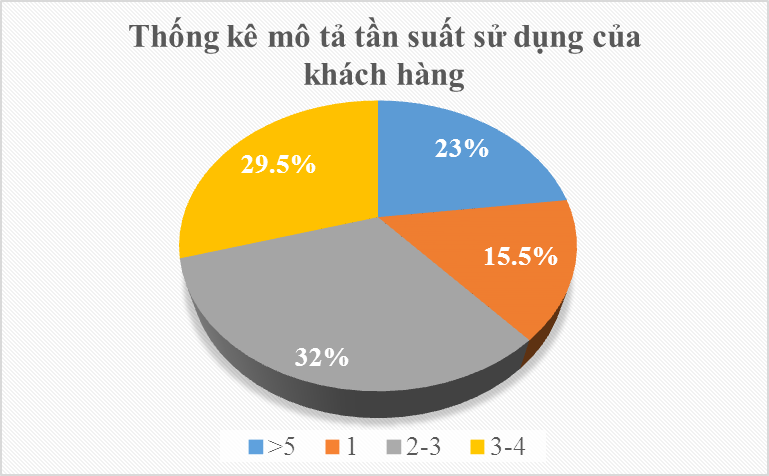 Thống kê mô tả tần suất sử dụng của
khách hàng
23%
29.5%
15.5%
32%
>5 1 2-3 3-4